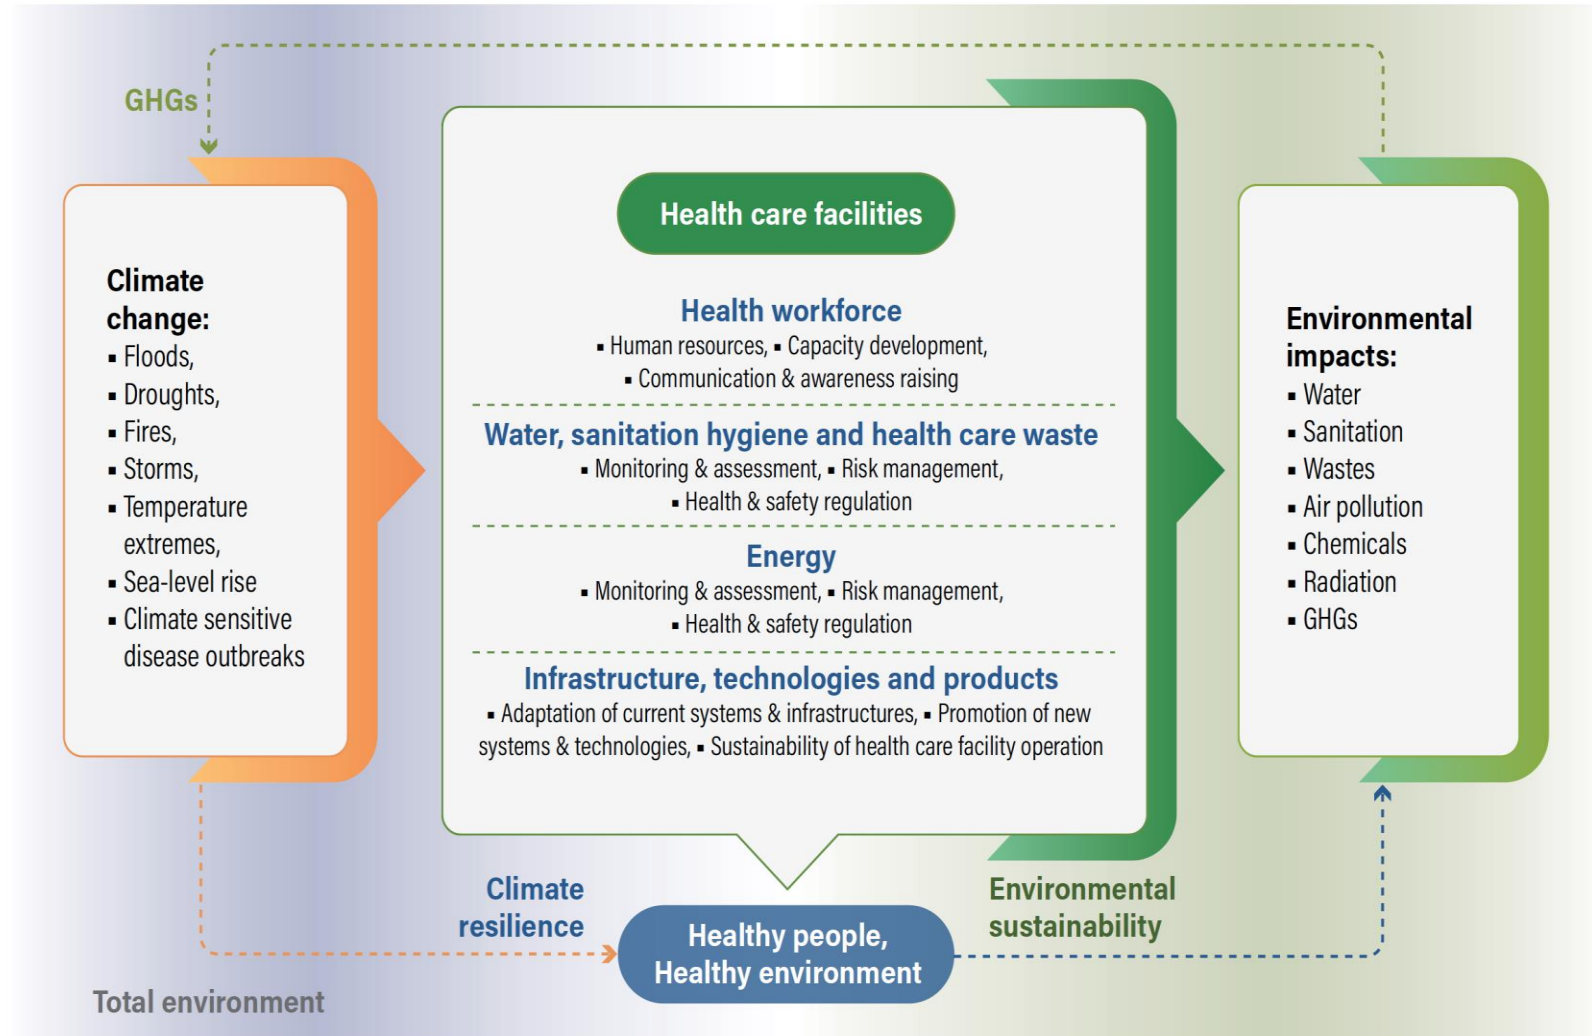 GHGs
Climate
change:
▪ Floods,
▪ Droughts,
▪ Fires,
▪ Storms,
▪ Temperature
extremes,
▪ Sea-level rise
▪ Climate sensitive
disease outbreaks
Health care facilities
Health workforce
▪ Human resources, ▪ Capacity development,
▪ Communication & awareness raising
Water, sanitation hygiene and health care waste
▪ Monitoring & assessment, ▪ Risk management,
▪ Health & safety regulation
Energy
▪ Monitoring & assessment, ▪ Risk management,
▪ Health & safety regulation
Infrastructure, technologies and products
▪ Adaptation of current systems & infrastructures, ▪ Promotion of new
systems & technologies, ▪ Sustainability of health care facility operation
Environmental
impacts:
▪ Water
▪ Sanitation
▪ Wastes
▪ Air pollution
▪ Chemicals
▪ Radiation
▪ GHGs
Climate
resilience
Healthy people,
Healthy environment
Environmental
sustainability
Total environment